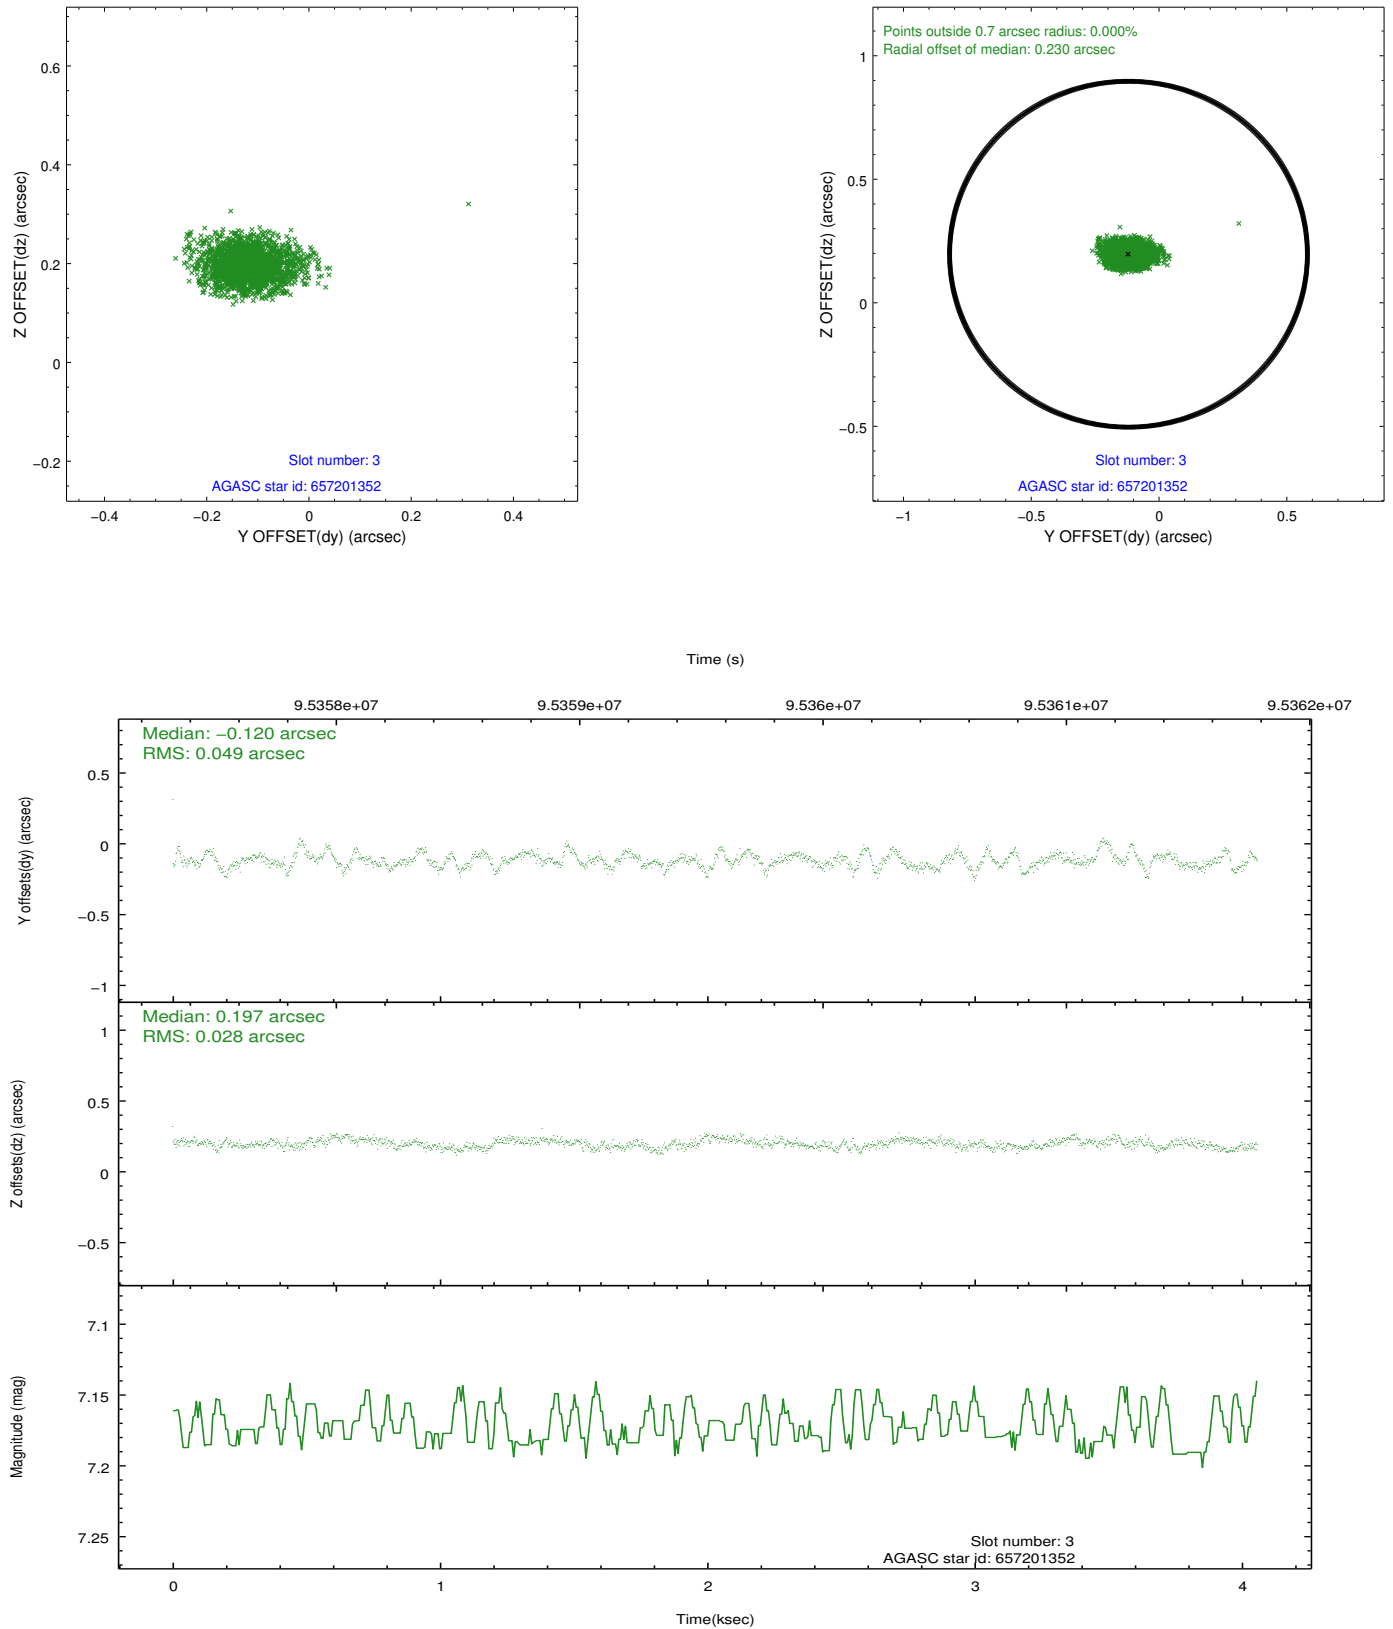 0.6
0.4
0.2
0
−0.2
Z OFFSET(dz) (arcsec)
Slot number: 3
AGASC star id: 657201352
−0.4
−0.2
0
0.2
0.4
Y OFFSET(dy) (arcsec)
Points outside 0.7 arcsec radius: 0.000%
Radial offset of median: 0.230 arcsec
1
0.5
0
−0.5
Z OFFSET(dz) (arcsec)
Slot number: 3
AGASC star id: 657201352
−1
−0.5
0
0.5
Y OFFSET(dy) (arcsec)
Time (s)
9.5358e+07
9.5359e+07
9.536e+07
9.5361e+07
9.5362e+07
Median: −0.120 arcsec
RMS: 0.049 arcsec
0.5
0
−0.5
−1
Y offsets(dy) (arcsec)
Median: 0.197 arcsec
RMS: 0.028 arcsec
1
0.5
0
−0.5
Z offsets(dz) (arcsec)
7.1
7.15
7.2
7.25
Magnitude (mag)
Slot number: 3
AGASC star id: 657201352
0
1
2
3
4
Time(ksec)